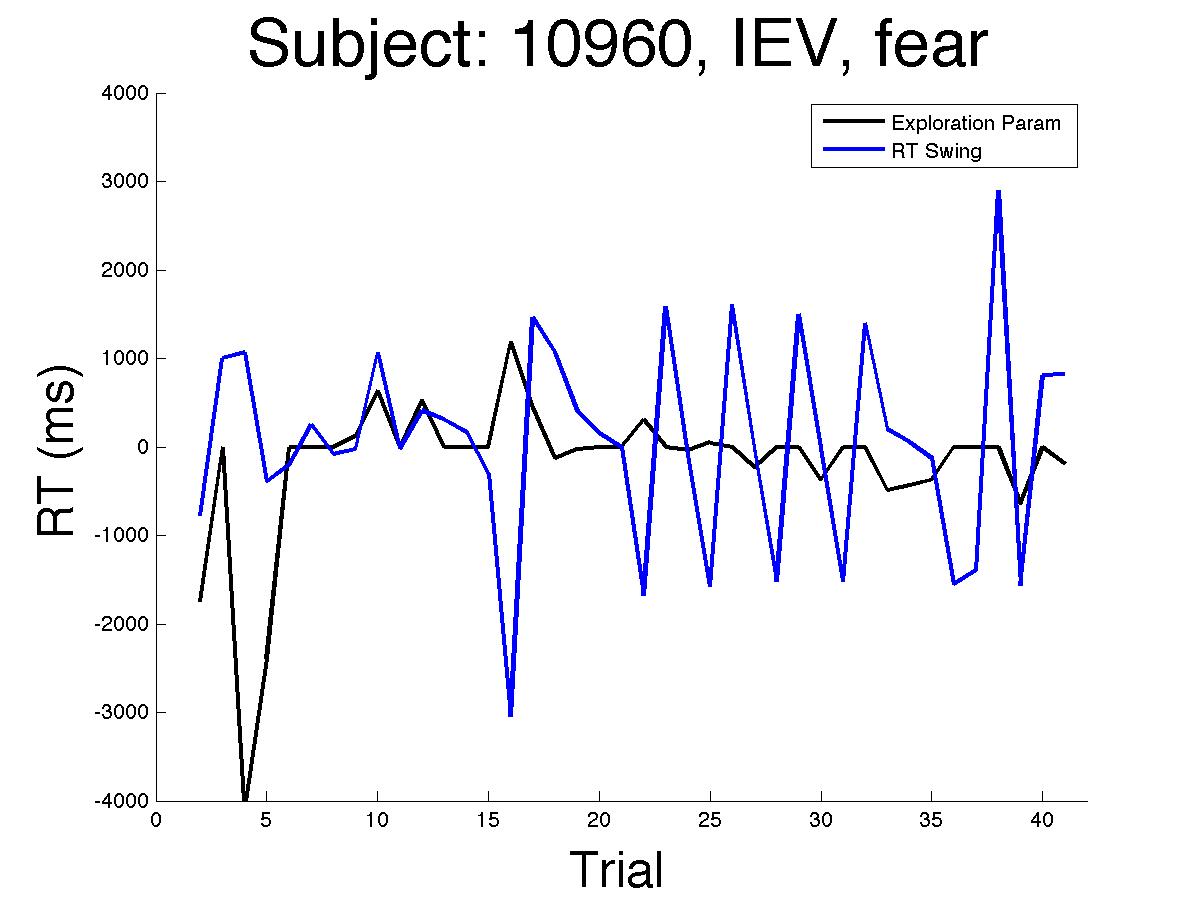 Subject: 10960, IEV, fear
Exploration Param
RT Swing
RT (ms)
4000
3000
2000
1000
0
-1000
-2000
-3000
-4000
0 5 10 15 20 25 30 35 40
Trial